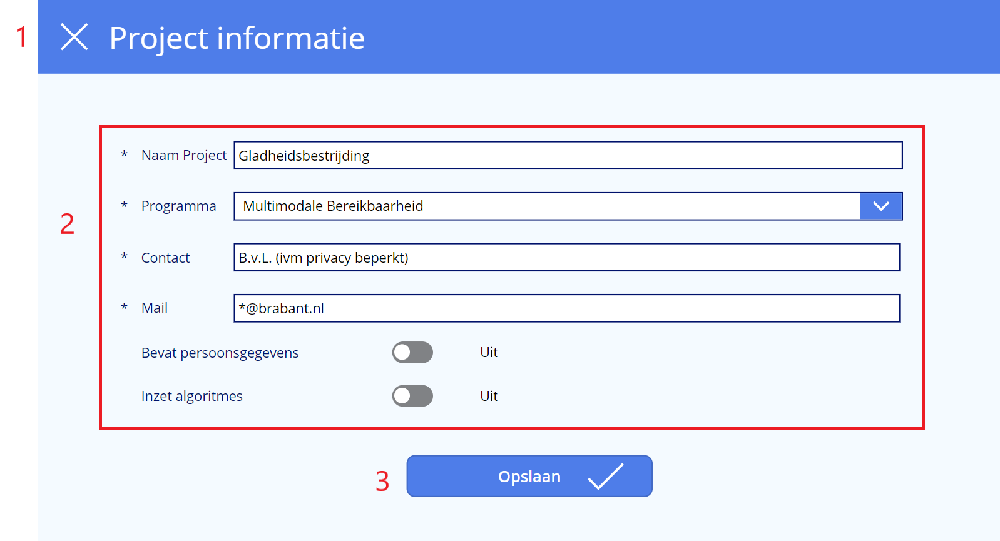 1 Project informatie
* Naam Project Gladheidsbestrijding
* Programma Multimodale Bereikbaarheid
2
* Contact B.v.L. (ivm privacy beperkt)
* Mail *@brabant.nl
Bevat persoonsgegevens Uit
Inzet algoritmes Uit
3 Opslaan